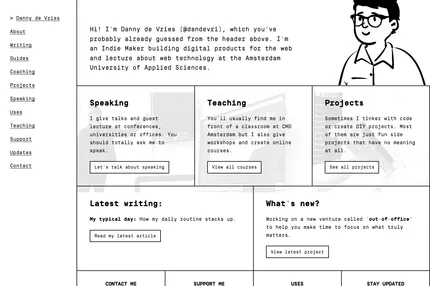 > Danny de Vries
About
Writing
Guides
Coaching
Projects
Speaking
Uses
Teaching
Support
Updates
Contact
Hi! I'm Danny de Vries (@dandevri), which you've
probably already guessed from the header above. I'm
an Indie Maker building digital products for the web
and lecture about web technology at the Amsterdam
University of Applied Sciences.
Speaking
I give talks and guest
lecture at conferences,
universities or offices. You
should totally ask me to
speak.
Let's talk about speaking
Teaching
You'll usually find me in
front of a classroom at CMD
Amsterdam but I also give
workshops and create online
courses.
View all courses
Projects
Sometimes I tinker with code
or create DIY projects. Most
of them are just fun side
projects that have no meaning
at all.
See all projects
Latest writing:
My typical day: How my daily routine stacks up.
Read my latest article
What's new?
Working on a new venture called 'out-of-office'
to help you make time to focus on what truly
matters.
View latest project
CONTACT ME
SUPPORT ME
USES
STAY UPDATED